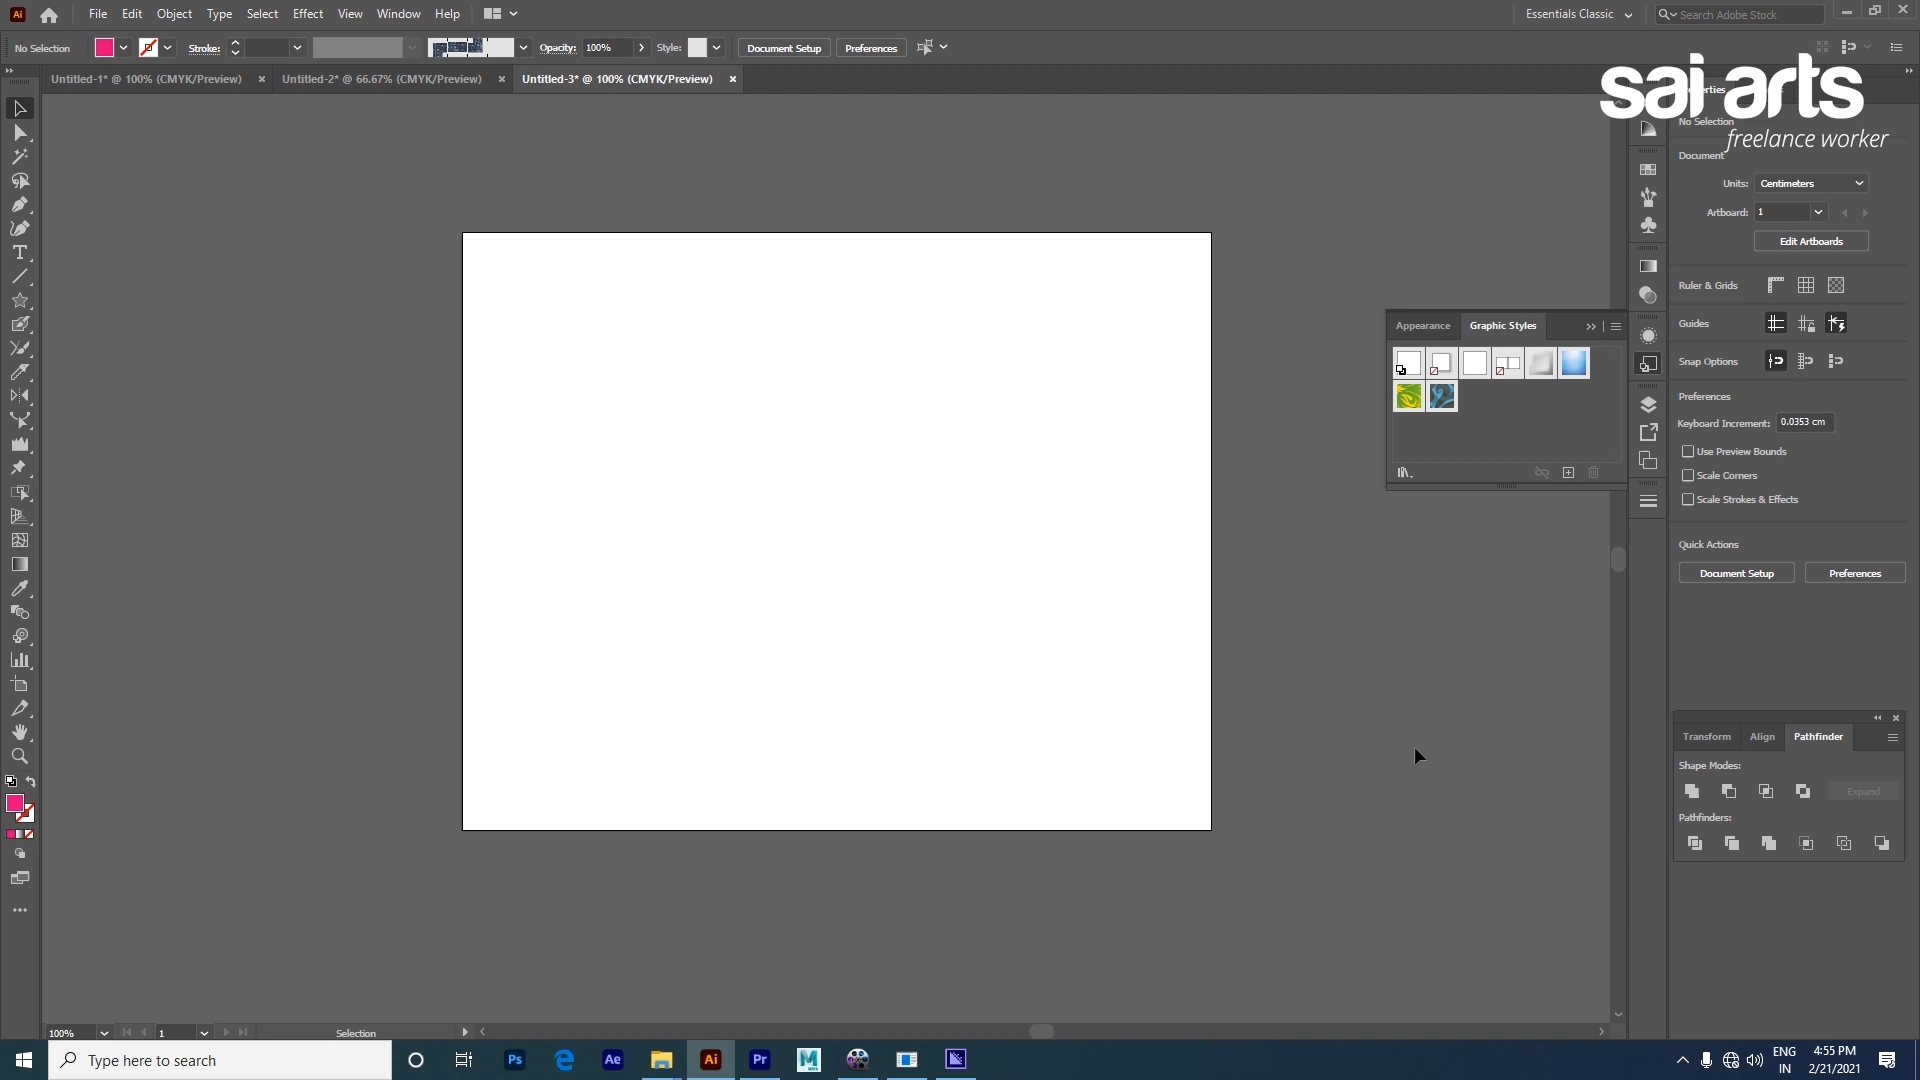 File Edit Object Type Select Effect View Window Help
Essentials Classic
Search Adobe Stock
No Selection
Stroke:
Opacity: 100%
Style:
Document Setup
Preferences
Untitled-1* @ 100% (CMYK/Preview)
Untitled-2* @ 66.67% (CMYK/Preview)
Untitled-3* @ 100% (CMYK/Preview)
sai arts
freelance worker
No Selection
Document
Units: Centimeters
Artboard: 1
Edit Artboards
Ruler & Grids
Guides
Snap Options
Preferences
Keyboard Increment: 0.0353 cm
Use Preview Bounds
Scale Corners
Scale Strokes & Effects
Quick Actions
Document Setup
Preferences
Appearance
Graphic Styles
Transform
Align
Pathfinder
Shape Modes:
Expand
Pathfinders:
100%
1
Selection
Type here to search
Ps
Ae
Ai
Pr
M
ENG
IN
4:55 PM
2/21/2021